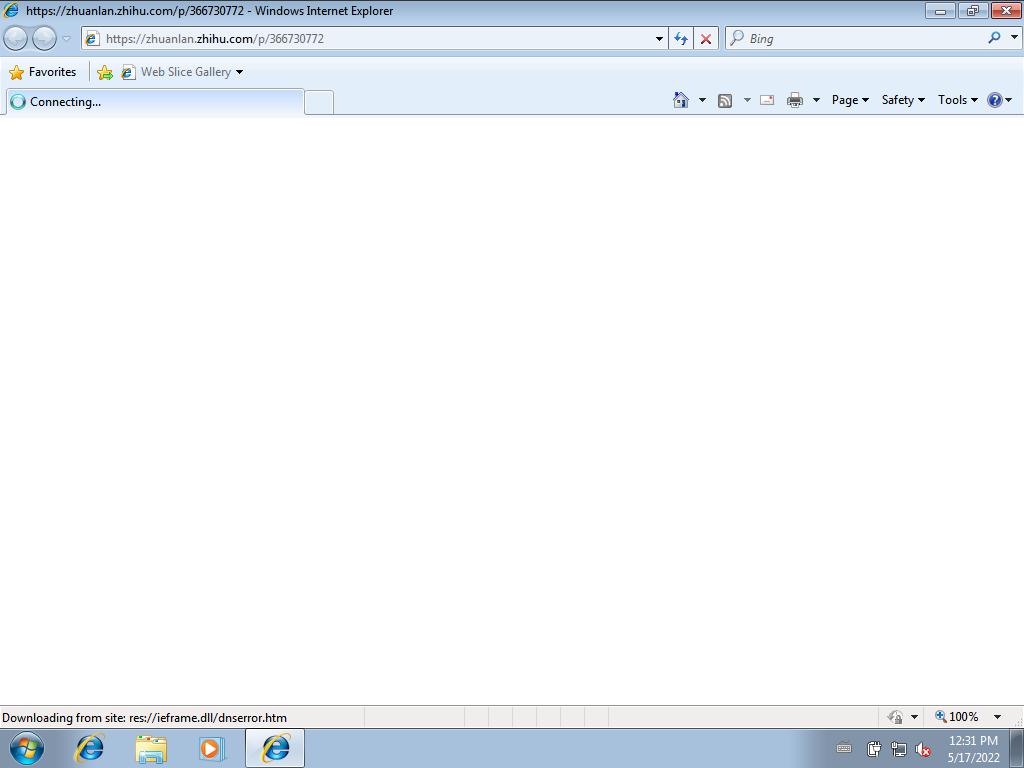 https://zhuanlan.zhihu.com/p/366730772 - Windows Internet Explorer
https://zhuanlan.zhihu.com/p/366730772
Bing
Favorites
Web Slice Gallery
Connecting...
Page
Safety
Tools
Downloading from site: res://ieframe.dll/dnserror.htm
100%
12:31 PM
5/17/2022